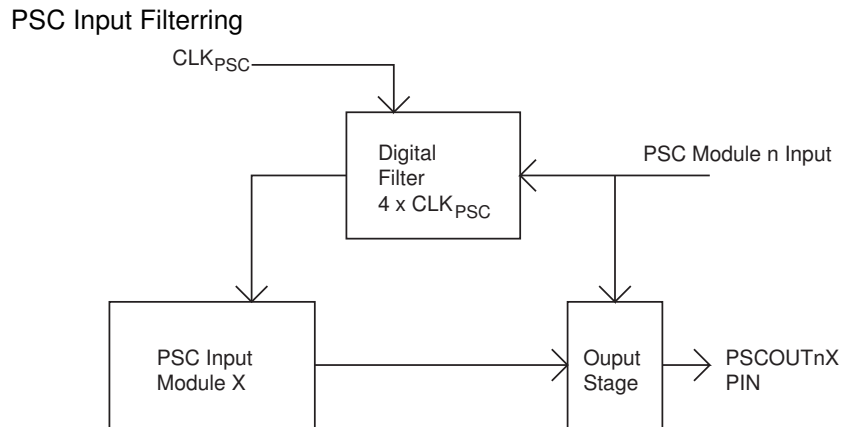 PSC Input Filterring
CLKPSC
Digital
Filter
4 x CLKPSC
PSC Module n Input
PSC Input
Module X
Ouput
Stage
PSCOUTnX
PIN